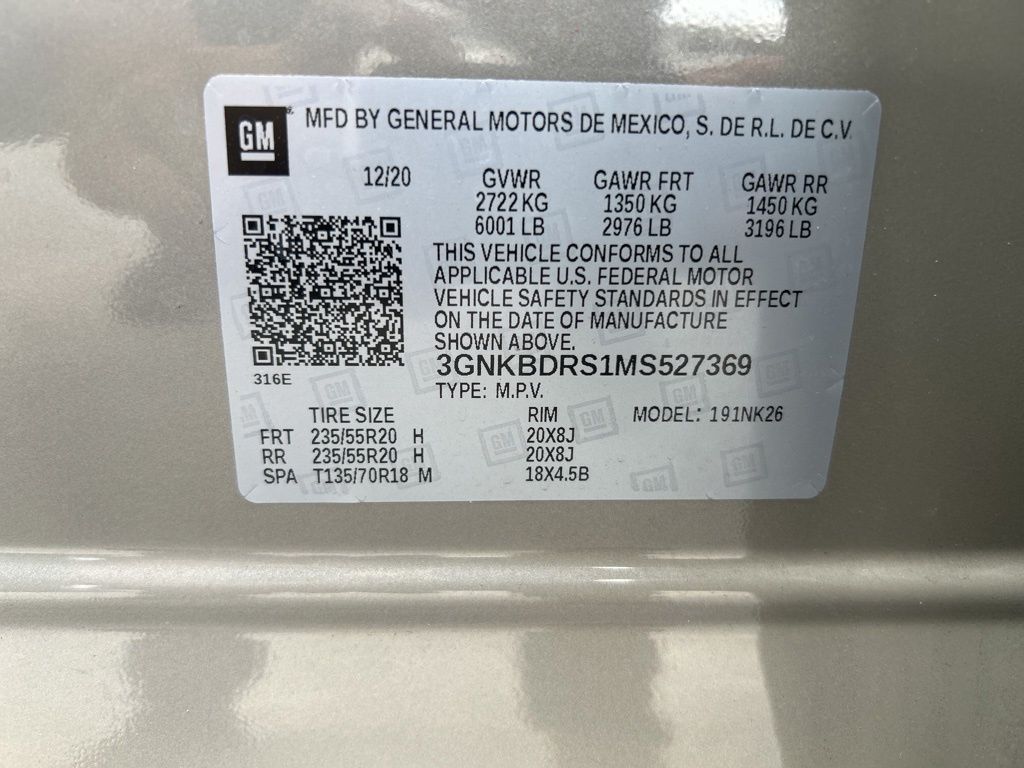 GM MFD BY GENERAL MOTORS DE MEXICO, S. DE R.L. DE C.V.
12/20 GVWR GAWR FRT GAWR RR
2722 KG 1350 KG 1450 KG
6001 LB 2976 LB 3196 LB
THIS VEHICLE CONFORMS TO ALL
APPLICABLE U.S. FEDERAL MOTOR
VEHICLE SAFETY STANDARDS IN EFFECT
ON THE DATE OF MANUFACTURE
SHOWN ABOVE.
3GNKBDRS1MS527369
316E
TYPE: M.P.V.
TIRE SIZE RIM MODEL: 191NK26
FRT 235/55R20 H 20X8J
RR 235/55R20 H 20X8J
SPA T135/70R18 M 18X4.5B